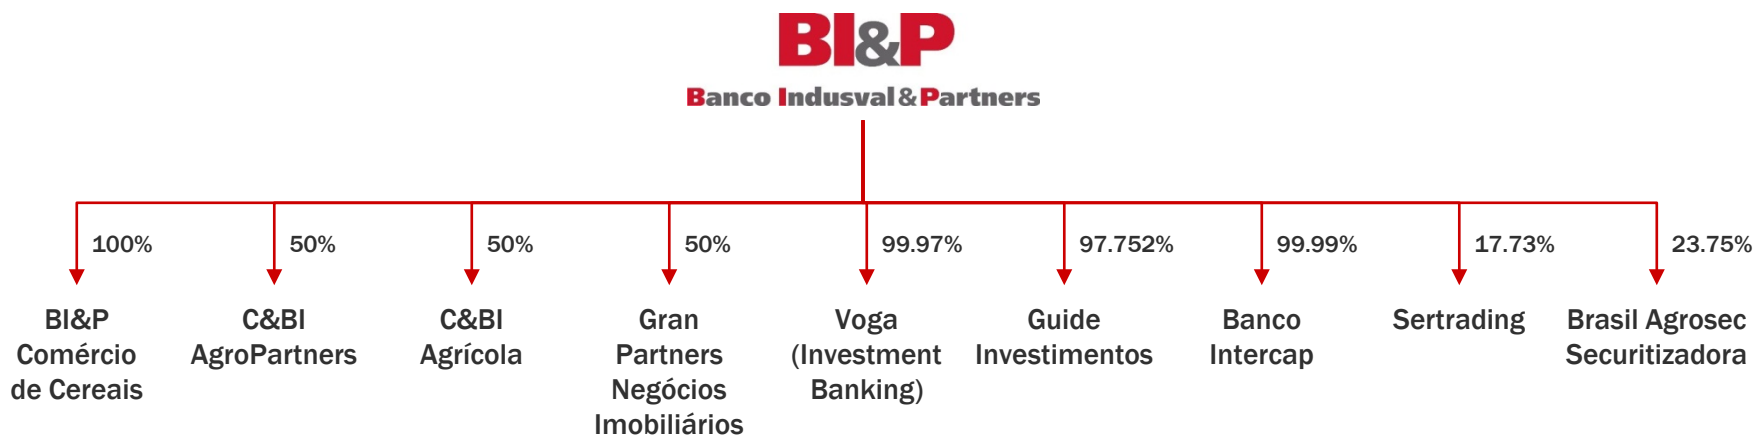 BI&P
Banco Indusval & Partners
100%
50%
50%
50%
99.97%
97.752%
99.99%
17.73%
23.75%
BI&P
Comércio
de Cereais
C&BI
AgroPartners
C&BI
Agrícola
Gran
Partners
Negócios
Imobiliários
Voga
(Investment
Banking)
Guide
Investimentos
Banco
Intercap
Sertrading
Brasil Agrosec
Securitizadora